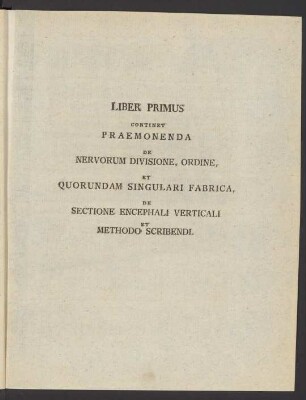 LIBER PRIMUS
CONTINET
PRAEMONENDA
DE
NERVORUM DIVISIONE, ORDINE,
ET
QUORUNDAM SINGULARI FABRICA,
DE
SECTIONE ENCEPHALI VERTICALI
ET
METHODO SCRIBENDI.